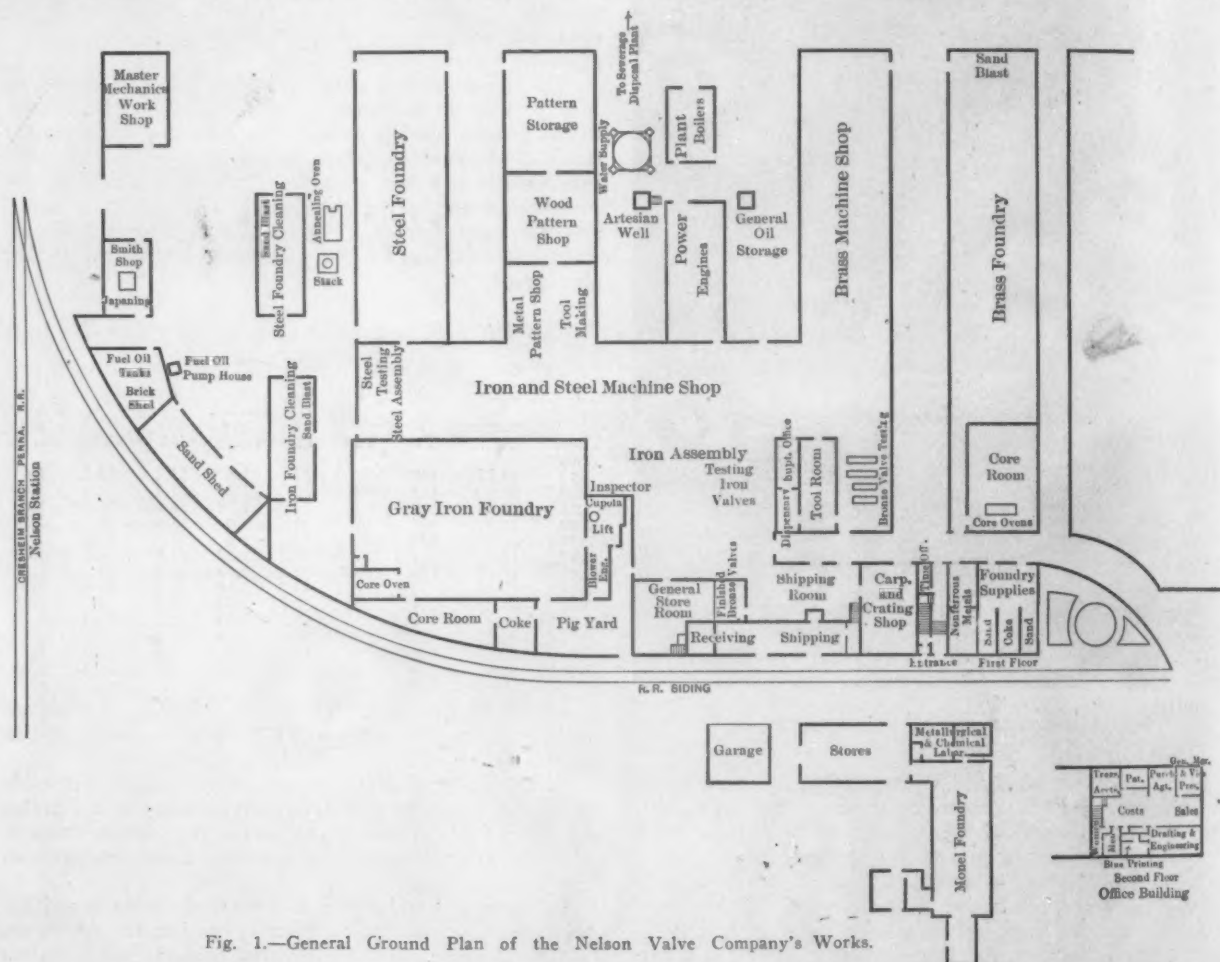 To Sewerage
Disposal Plant
Master
Mechanics
Work
Shop
Steel Foundry
Pattern
Storage
Water Supply
Plant
Boilers
Brass Machine Shop
Sand
Blast
Brass Foundry
Sand Blast
Steel Foundry Cleaning
Annealing Oven
Stack
Wood
Pattern
Shop
Artesian
Well
Power
Engines
General
Oil
Storage
Smith
Shop
Japaning
Metal
Pattern Shop
Tool
Making
Fuel Oil
Tanks
Brick
Shed
Fuel Oil
Pump House
Sand Shed
Iron Foundry Cleaning
Sand Blast
Steel
Testing
Steel Assembly
Iron and Steel Machine Shop
CRESHEIM BRANCH PENNA. R.R.
Nelson Station
Gray Iron Foundry
Iron Assembly
Testing
Iron
Valves
Inspector
Cupola
Lift
Blower
Eng.
Dispensary
Supt. Office
Tool Room
Bronze Valve Test'g
Core
Room
Core Ovens
Core Oven
Core Room
Coke
Pig Yard
General
Store
Room
Finished
Bronze Valves
Shipping
Room
Receiving
Shipping
Carp.
and
Crating
Shop
Time Off.
Nonferrous
Metals
Foundry
Supplies
Sand
Coke
Sand
Entrance
First Floor
R. R. SIDING
Garage
Stores
Metallurgical
& Chemical
Labor.
Monel Foundry
Gen. Mgr.
Treas.
Pat.
Purch.
& Vice
Accts.
Agt.
Pres.
Costs
Sales
Women
Men
Drafting &
Engineering
Blue Printing
Second Floor
Office Building
Fig. 1.—General Ground Plan of the Nelson Valve Company's Works.